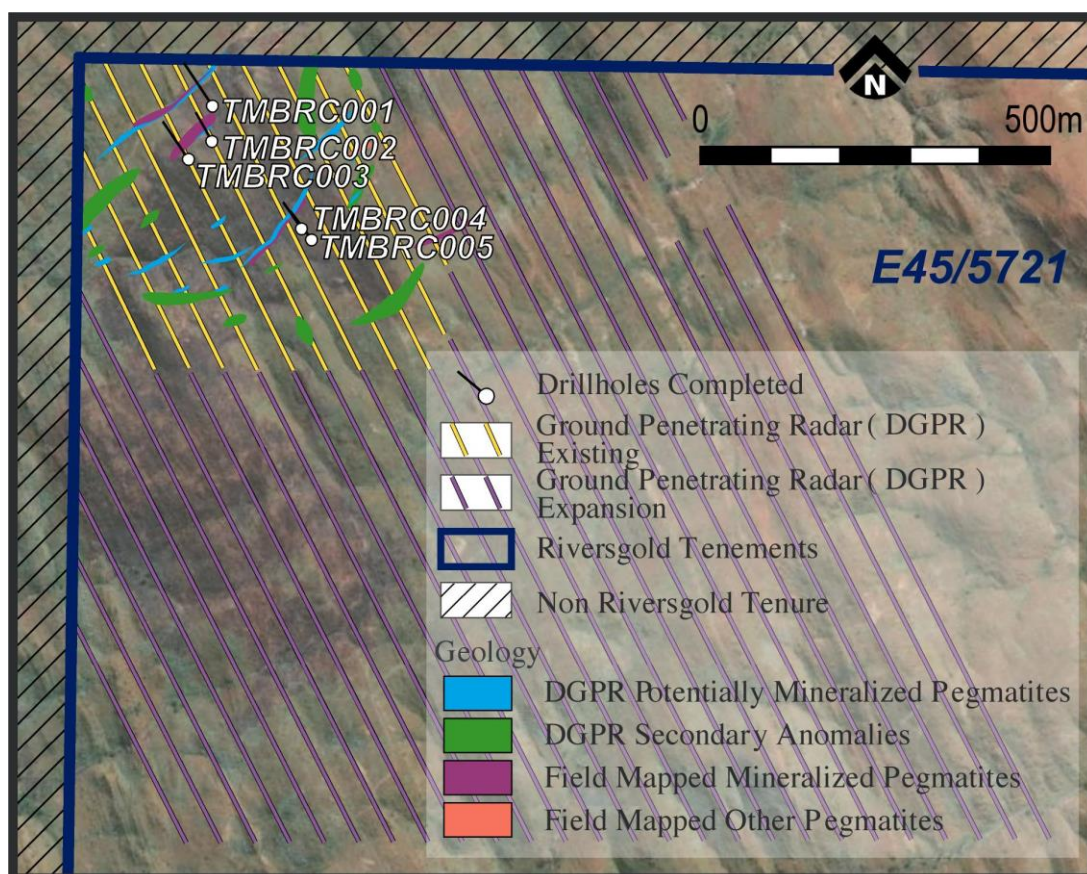 N
0 500m
TMBRC001
TMBRC002
TMBRC003
TMBRC004
TMBRC005
E45/5721
Drillholes Completed
Ground Penetrating Radar ( DGPR )
Existing
Ground Penetrating Radar ( DGPR )
Expansion
Riversgold Tenements
Non Riversgold Tenure
Geology
DGPR Potentially Mineralized Pegmatites
DGPR Secondary Anomalies
Field Mapped Mineralized Pegmatites
Field Mapped Other Pegmatites